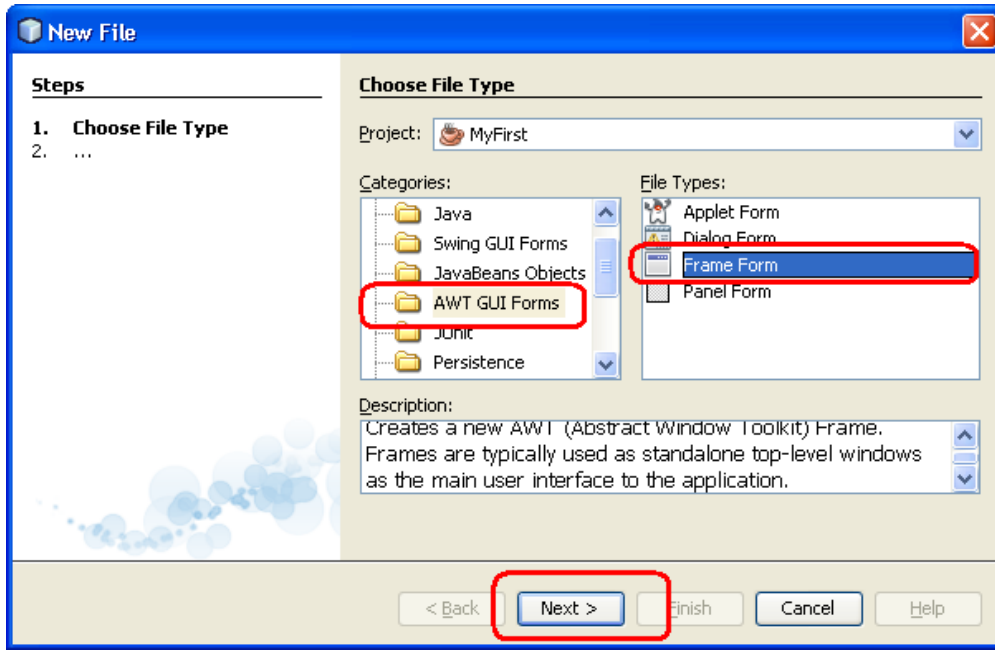 New File
Steps
1. Choose File Type
2. ...
Choose File Type
Project: MyFirst
Categories:
Java
Swing GUI Forms
JavaBeans Objects
AWT GUI Forms
JUnit
Persistence
File Types:
Applet Form
Dialog Form
Frame Form
Panel Form
Description:
Creates a new AWT (Abstract Window Toolkit) Frame.
Frames are typically used as standalone top-level windows
as the main user interface to the application.
< Back
Next >
Finish
Cancel
Help